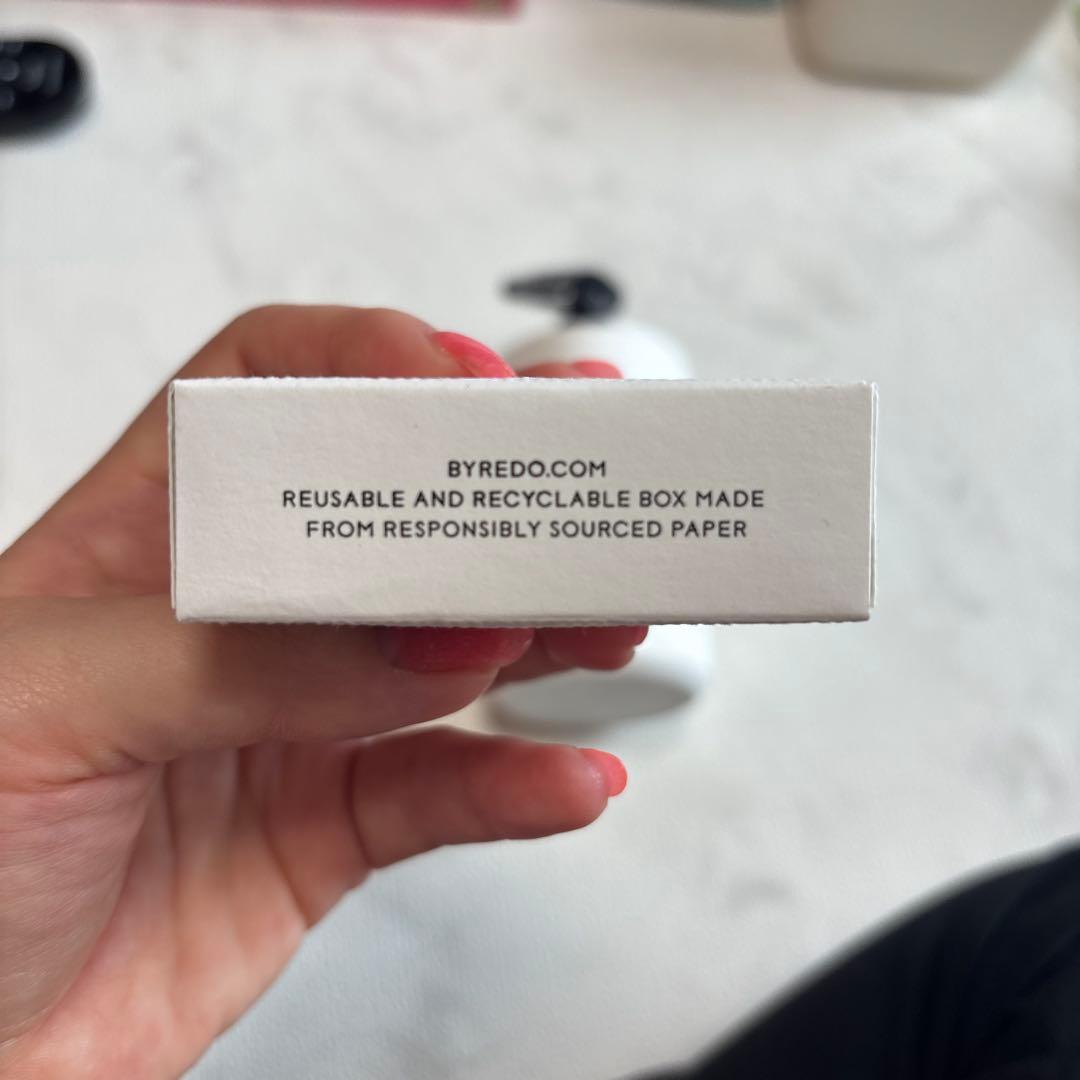 BYREDO.COM
REUSABLE AND RECYCLABLE BOX MADE
FROM RESPONSIBLY SOURCED PAPER